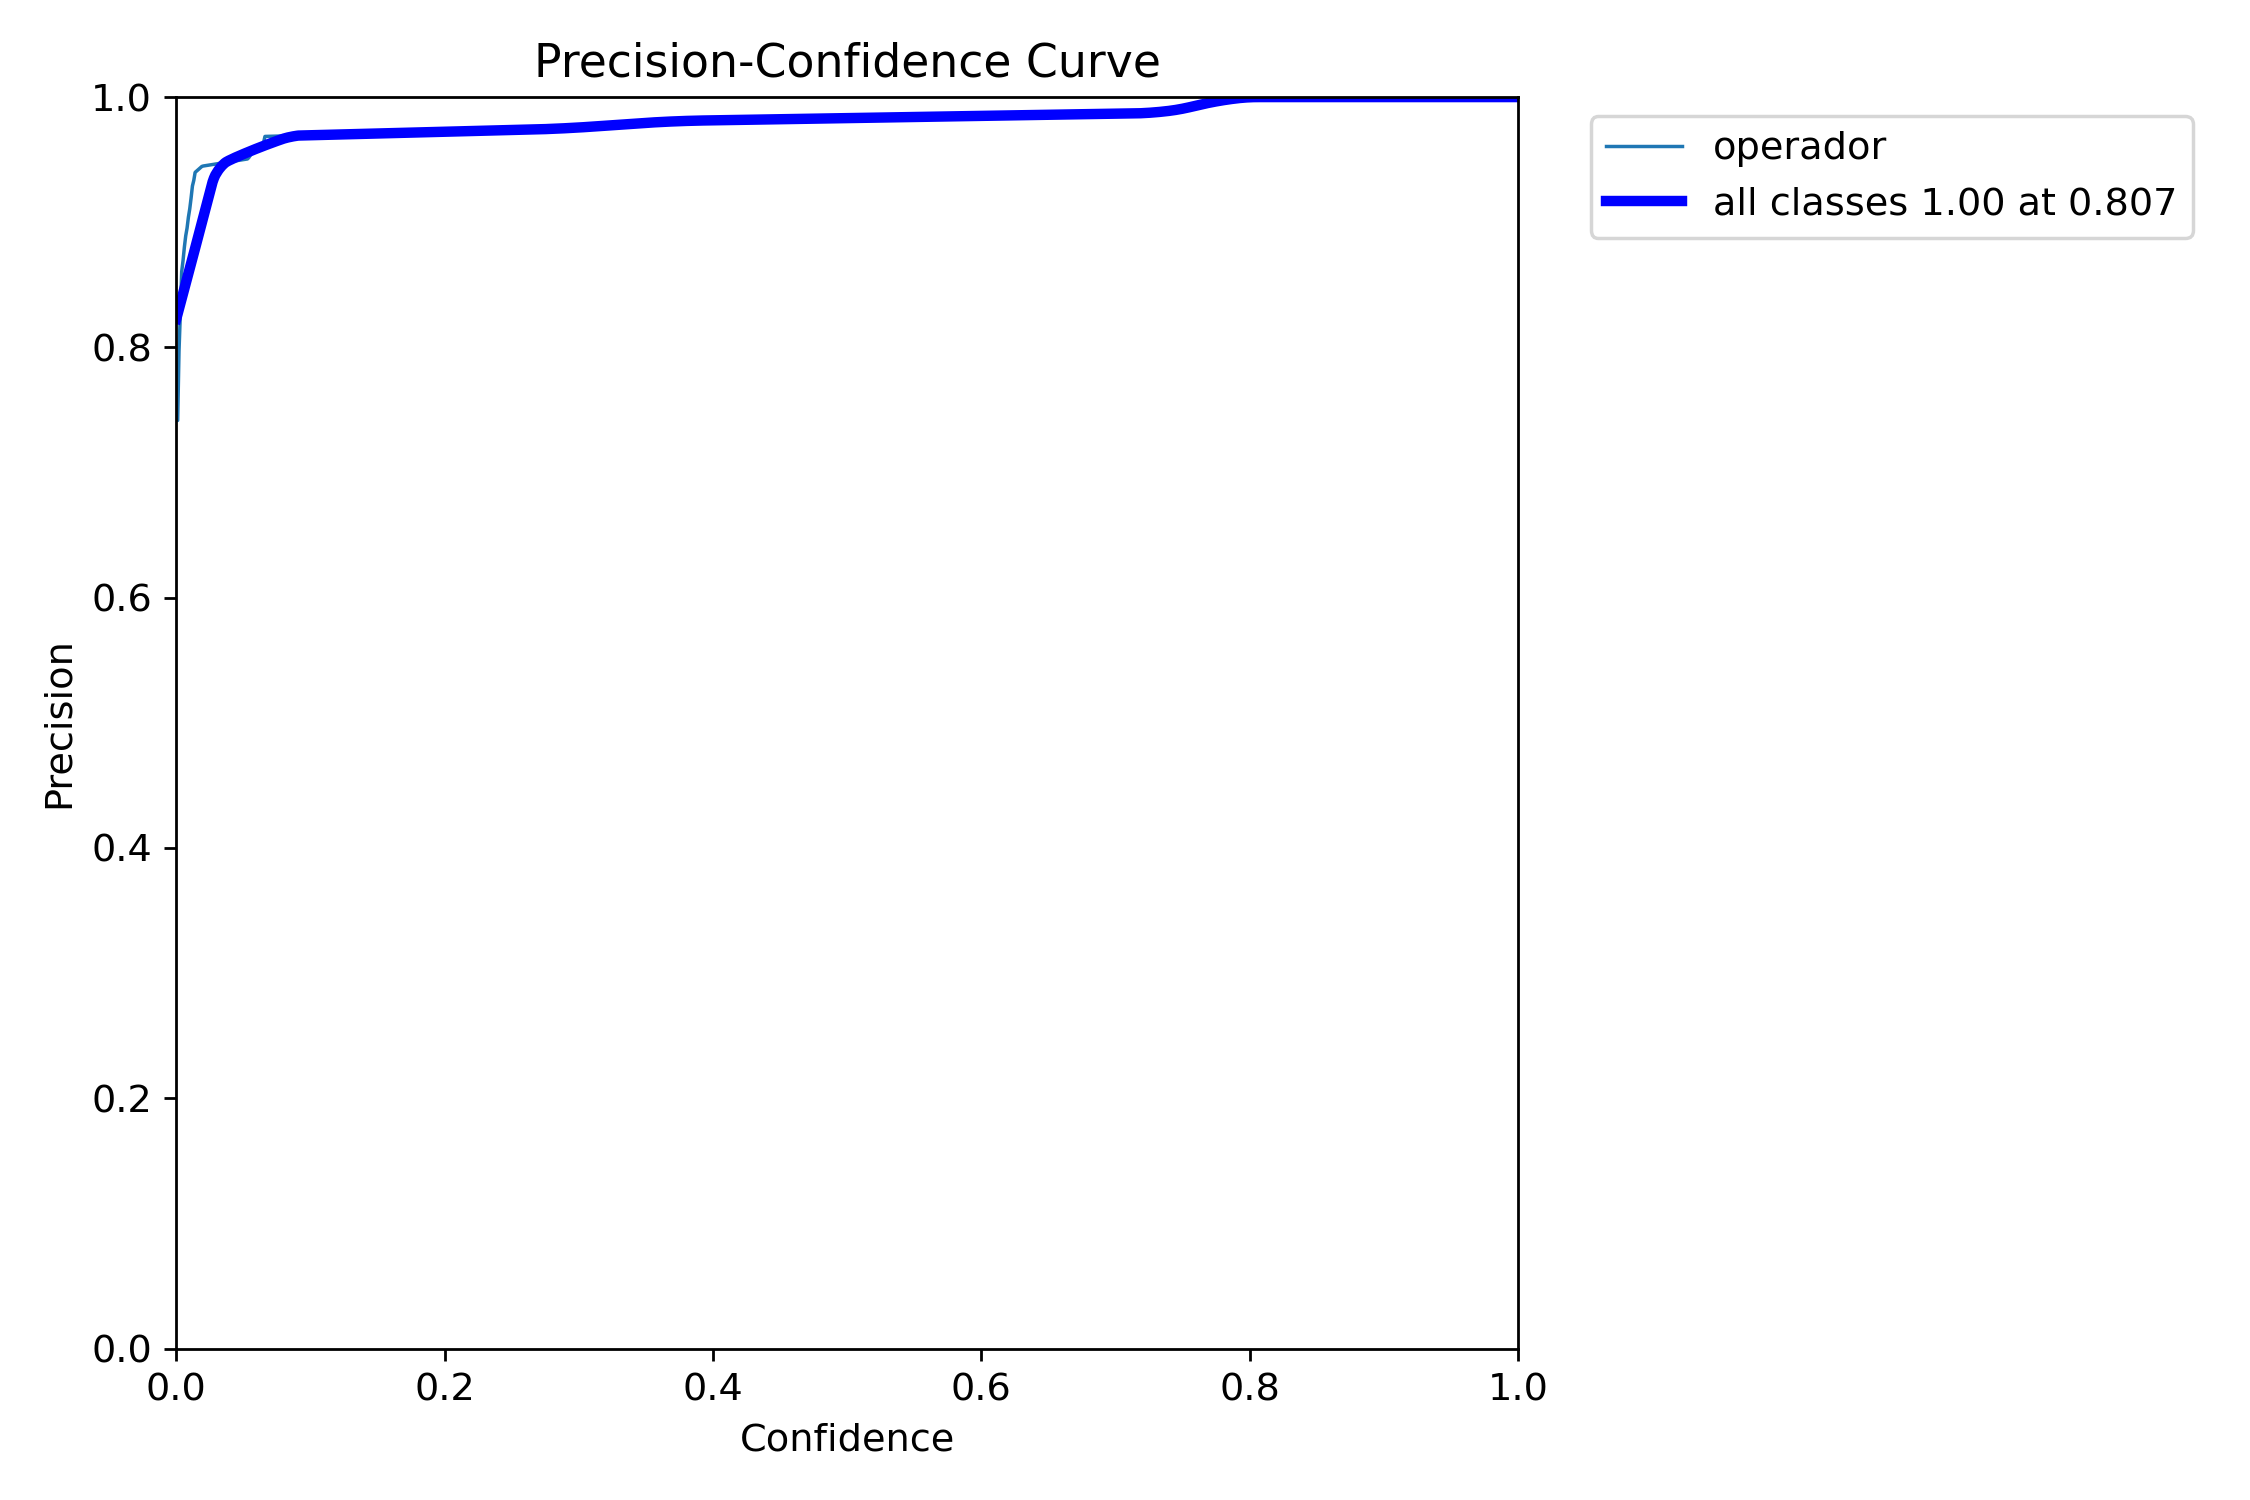 Precision-Confidence Curve
1.0
0.8
0.6
0.4
0.2
0.0
Precision
0.0 0.2 0.4 0.6 0.8 1.0
Confidence
operador
all classes 1.00 at 0.807